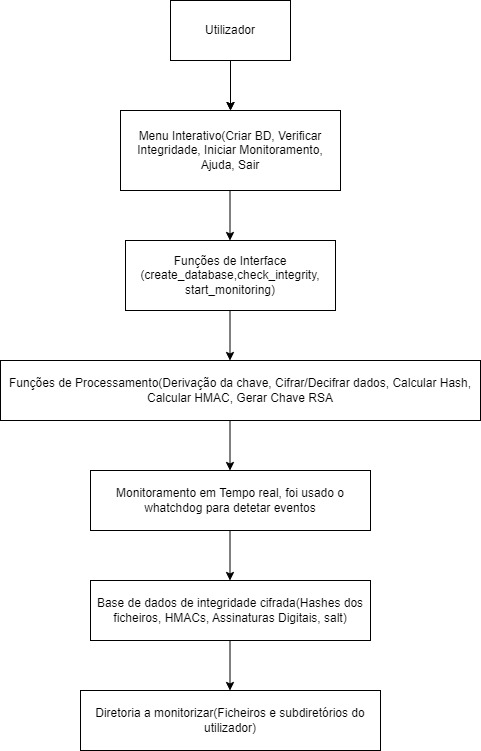 Utilizador
Menu Interativo(Criar BD, Verificar
Integridade, Iniciar Monitoramento,
Ajuda, Sair
Funções de Interface
(create_database,check_integrity,
start_monitoring)
Funções de Processamento(Derivação da chave, Cifrar/Decifrar dados, Calcular Hash,
Calcular HMAC, Gerar Chave RSA
Monitoramento em Tempo real, foi usado o
whatchdog para detetar eventos
Base de dados de integridade cifrada(Hashes dos
ficheiros, HMACs, Assinaturas Digitais, salt)
Diretoria a monitorizar(Ficheiros e subdiretórios do
utilizador)